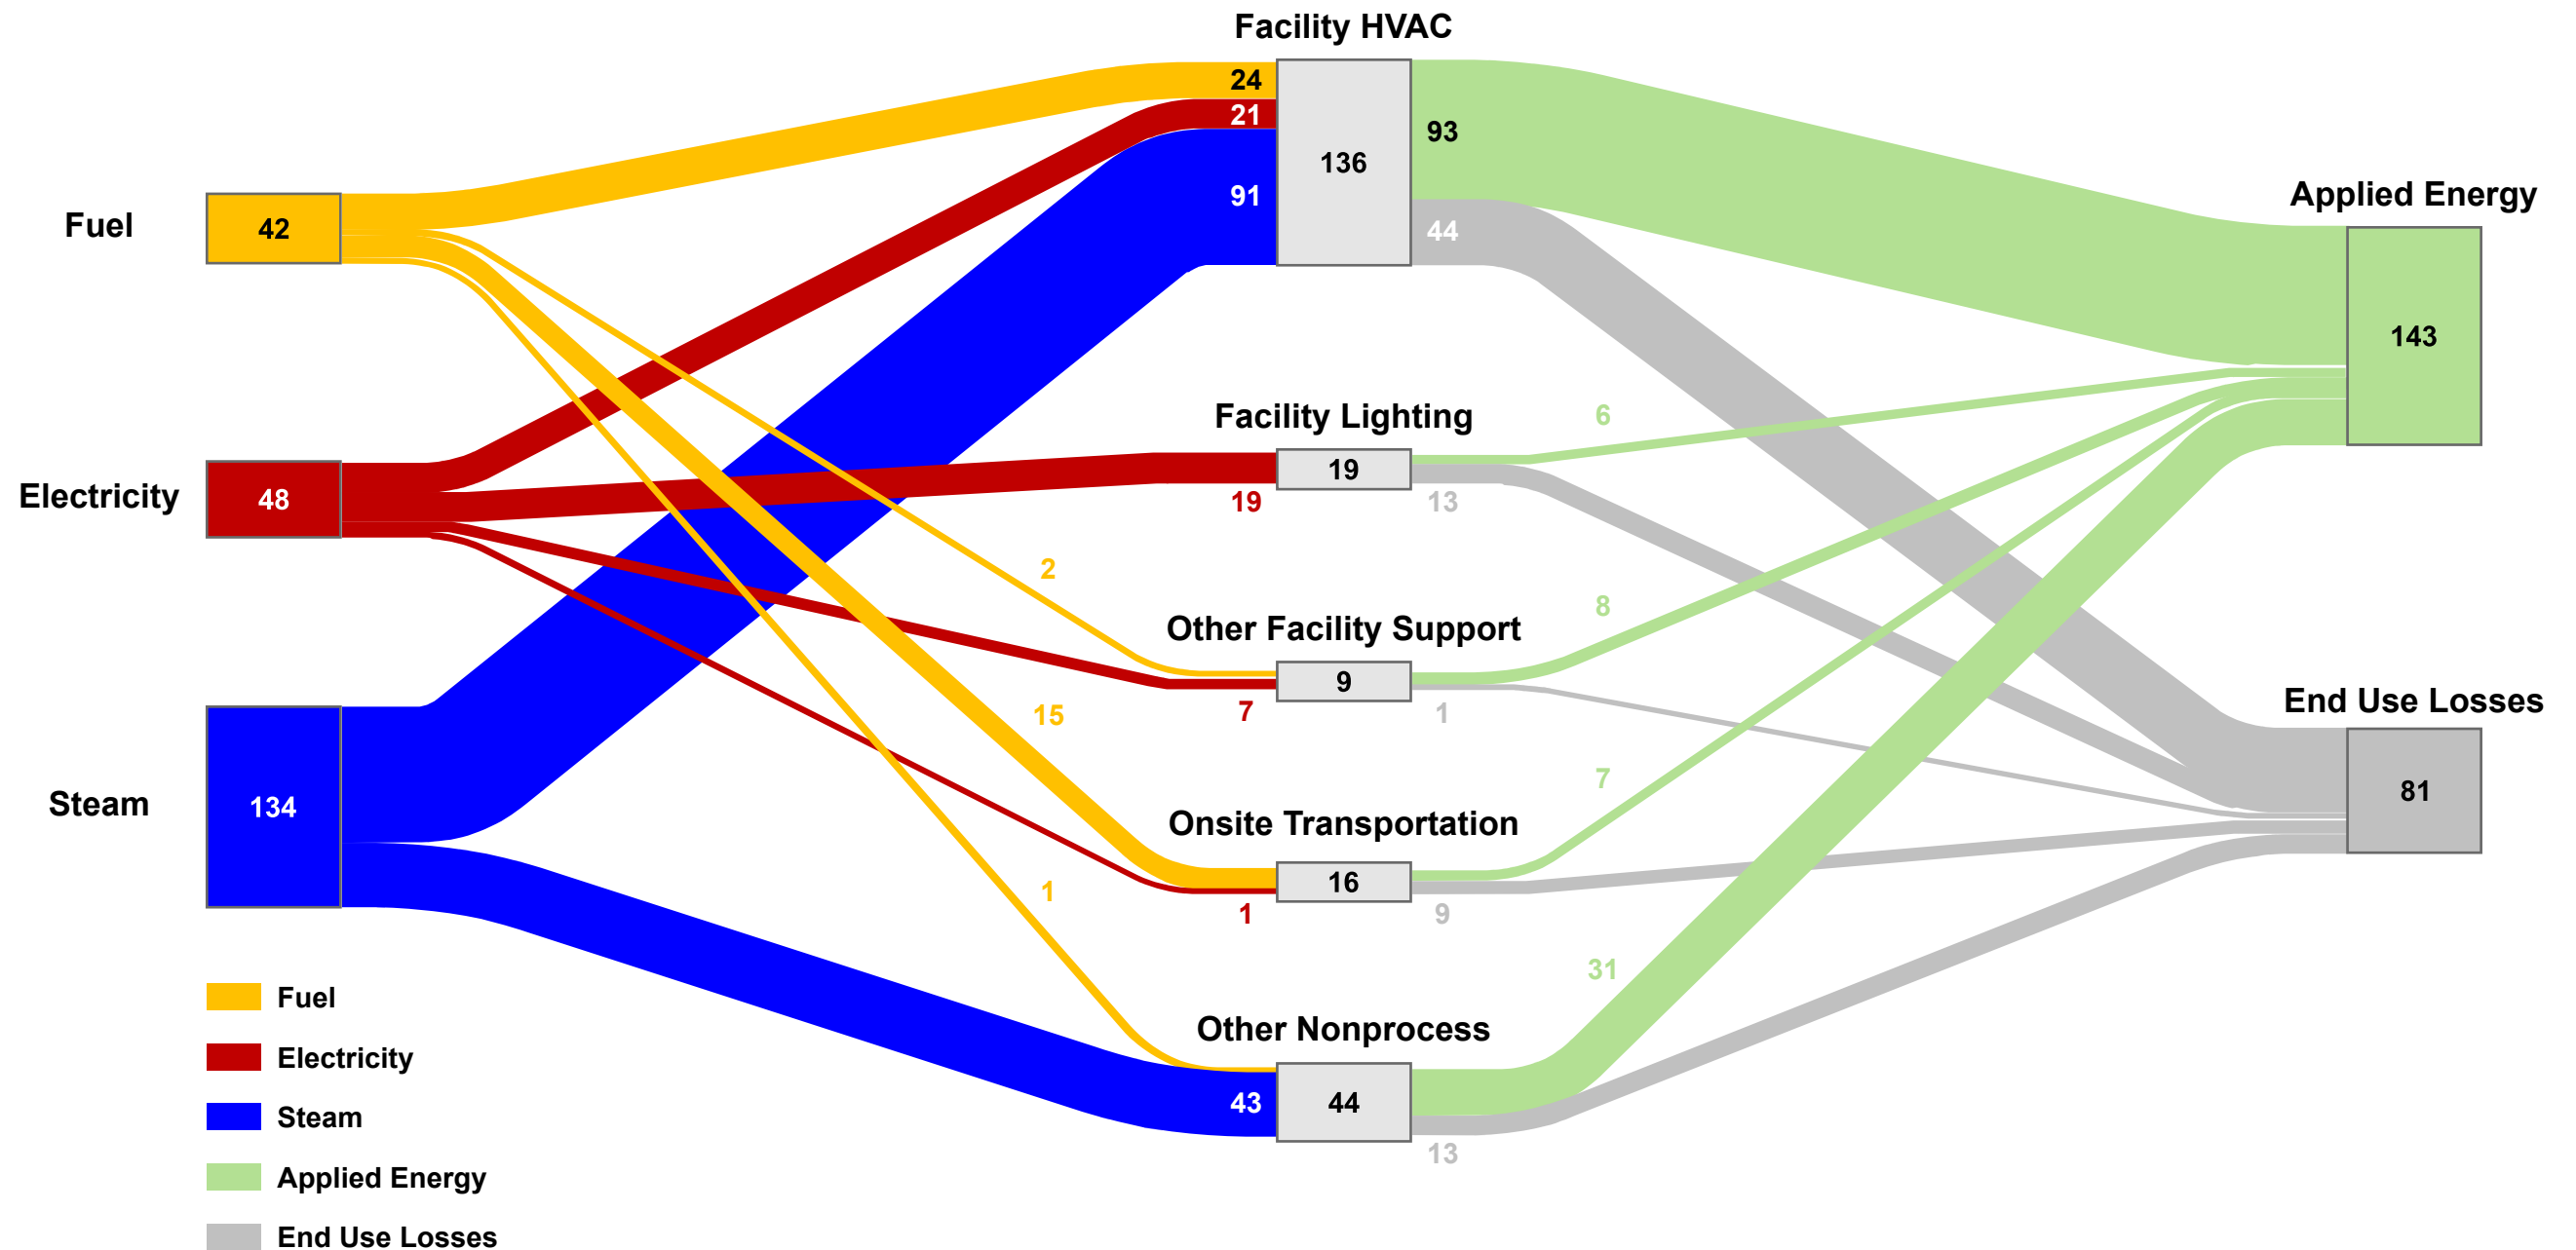 Facility HVAC
24
21
91
136
93
44
Fuel
42
Applied Energy
143
Electricity
48
Facility Lighting
19
19
6
13
2
Other Facility Support
7
9
8
1
Steam
134
15
Onsite Transportation
1
16
7
9
End Use Losses
81
1
Other Nonprocess
43
44
31
13
Fuel
Electricity
Steam
Applied Energy
End Use Losses